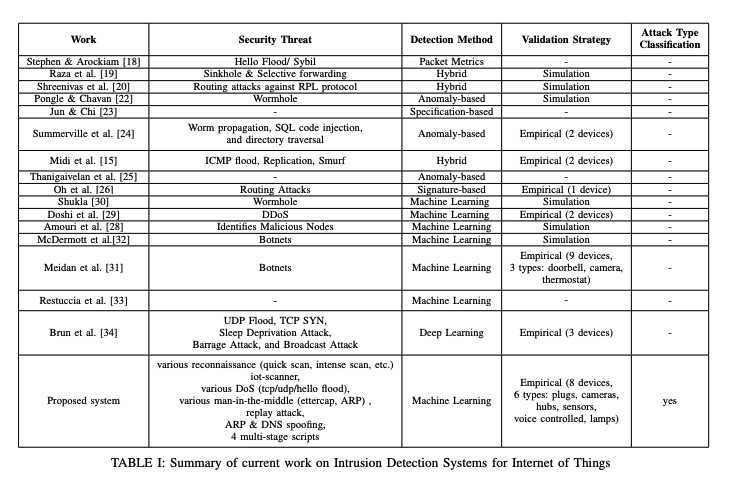 Work Security Threat Detection Method Validation Strategy Attack Type Classification
Stephen & Arockiam [18] Hello Flood/ Sybil Packet Metrics - -
Raza et al. [19] Sinkhole & Selective forwarding Hybrid Simulation -
Shreenivas et al. [20] Routing attacks against RPL protocol Hybrid Simulation -
Pongle & Chavan [22] Wormhole Anomaly-based Simulation -
Jun & Chi [23] - Specification-based - -
Summerville et al. [24] Worm propagation, SQL code injection, and directory traversal Anomaly-based Empirical (2 devices) -
Midi et al. [15] ICMP flood, Replication, Smurf Hybrid Empirical (2 devices) -
Thanigaivelan et al. [25] - Anomaly-based - -
Oh et al. [26] Routing Attacks Signature-based Empirical (1 device) -
Shukla [30] Wormhole Machine Learning Simulation -
Doshi et al. [29] DDoS Machine Learning Empirical (2 devices) -
Amouri et al. [28] Identifies Malicious Nodes Machine Learning Simulation -
McDermott et al.[32] Botnets Machine Learning Simulation -
Meidan et al. [31] Botnets Machine Learning Empirical (9 devices, 3 types: doorbell, camera, thermostat) -
Restuccia et al. [33] - Machine Learning - -
Brun et al. [34] UDP Flood, TCP SYN, Sleep Deprivation Attack, Barrage Attack, and Broadcast Attack Deep Learning Empirical (3 devices) -
Proposed system various reconnaissance (quick scan, intense scan, etc.) iot-scanner, various DoS (tcp/udp/hello flood), various man-in-the-middle (ettercap, ARP) , replay attack, ARP & DNS spoofing, 4 multi-stage scripts Machine Learning Empirical (8 devices, 6 types: plugs, cameras, hubs, sensors, voice controlled, lamps) yes
TABLE I: Summary of current work on Intrusion Detection Systems for Internet of Things